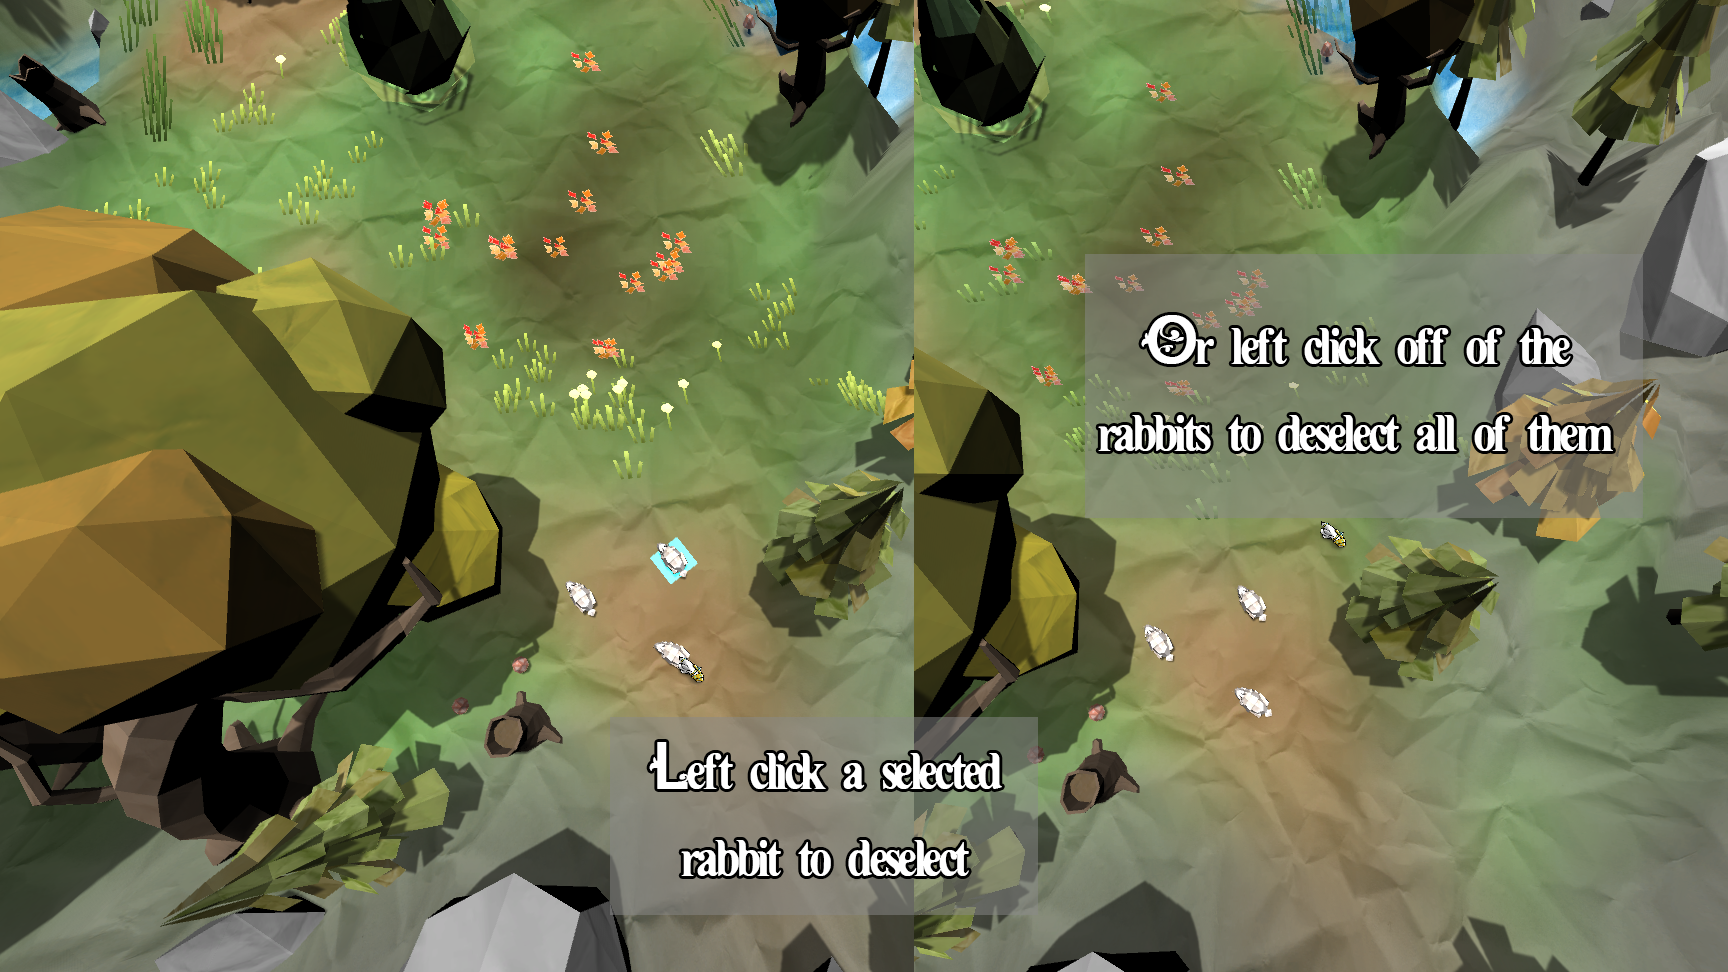 Left click a selected
rabbit to deselect
Or left click off of the
rabbits to deselect all of them